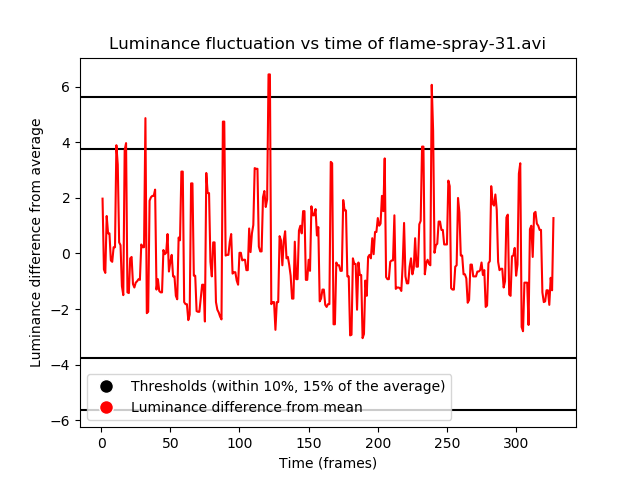 Luminance fluctuation vs time of flame-spray-31.avi
Luminance difference from average
6
4
2
0
−2
−4
−6
Thresholds (within 10%, 15% of the average)
Luminance difference from mean
0 50 100 150 200 250 300
Time (frames)